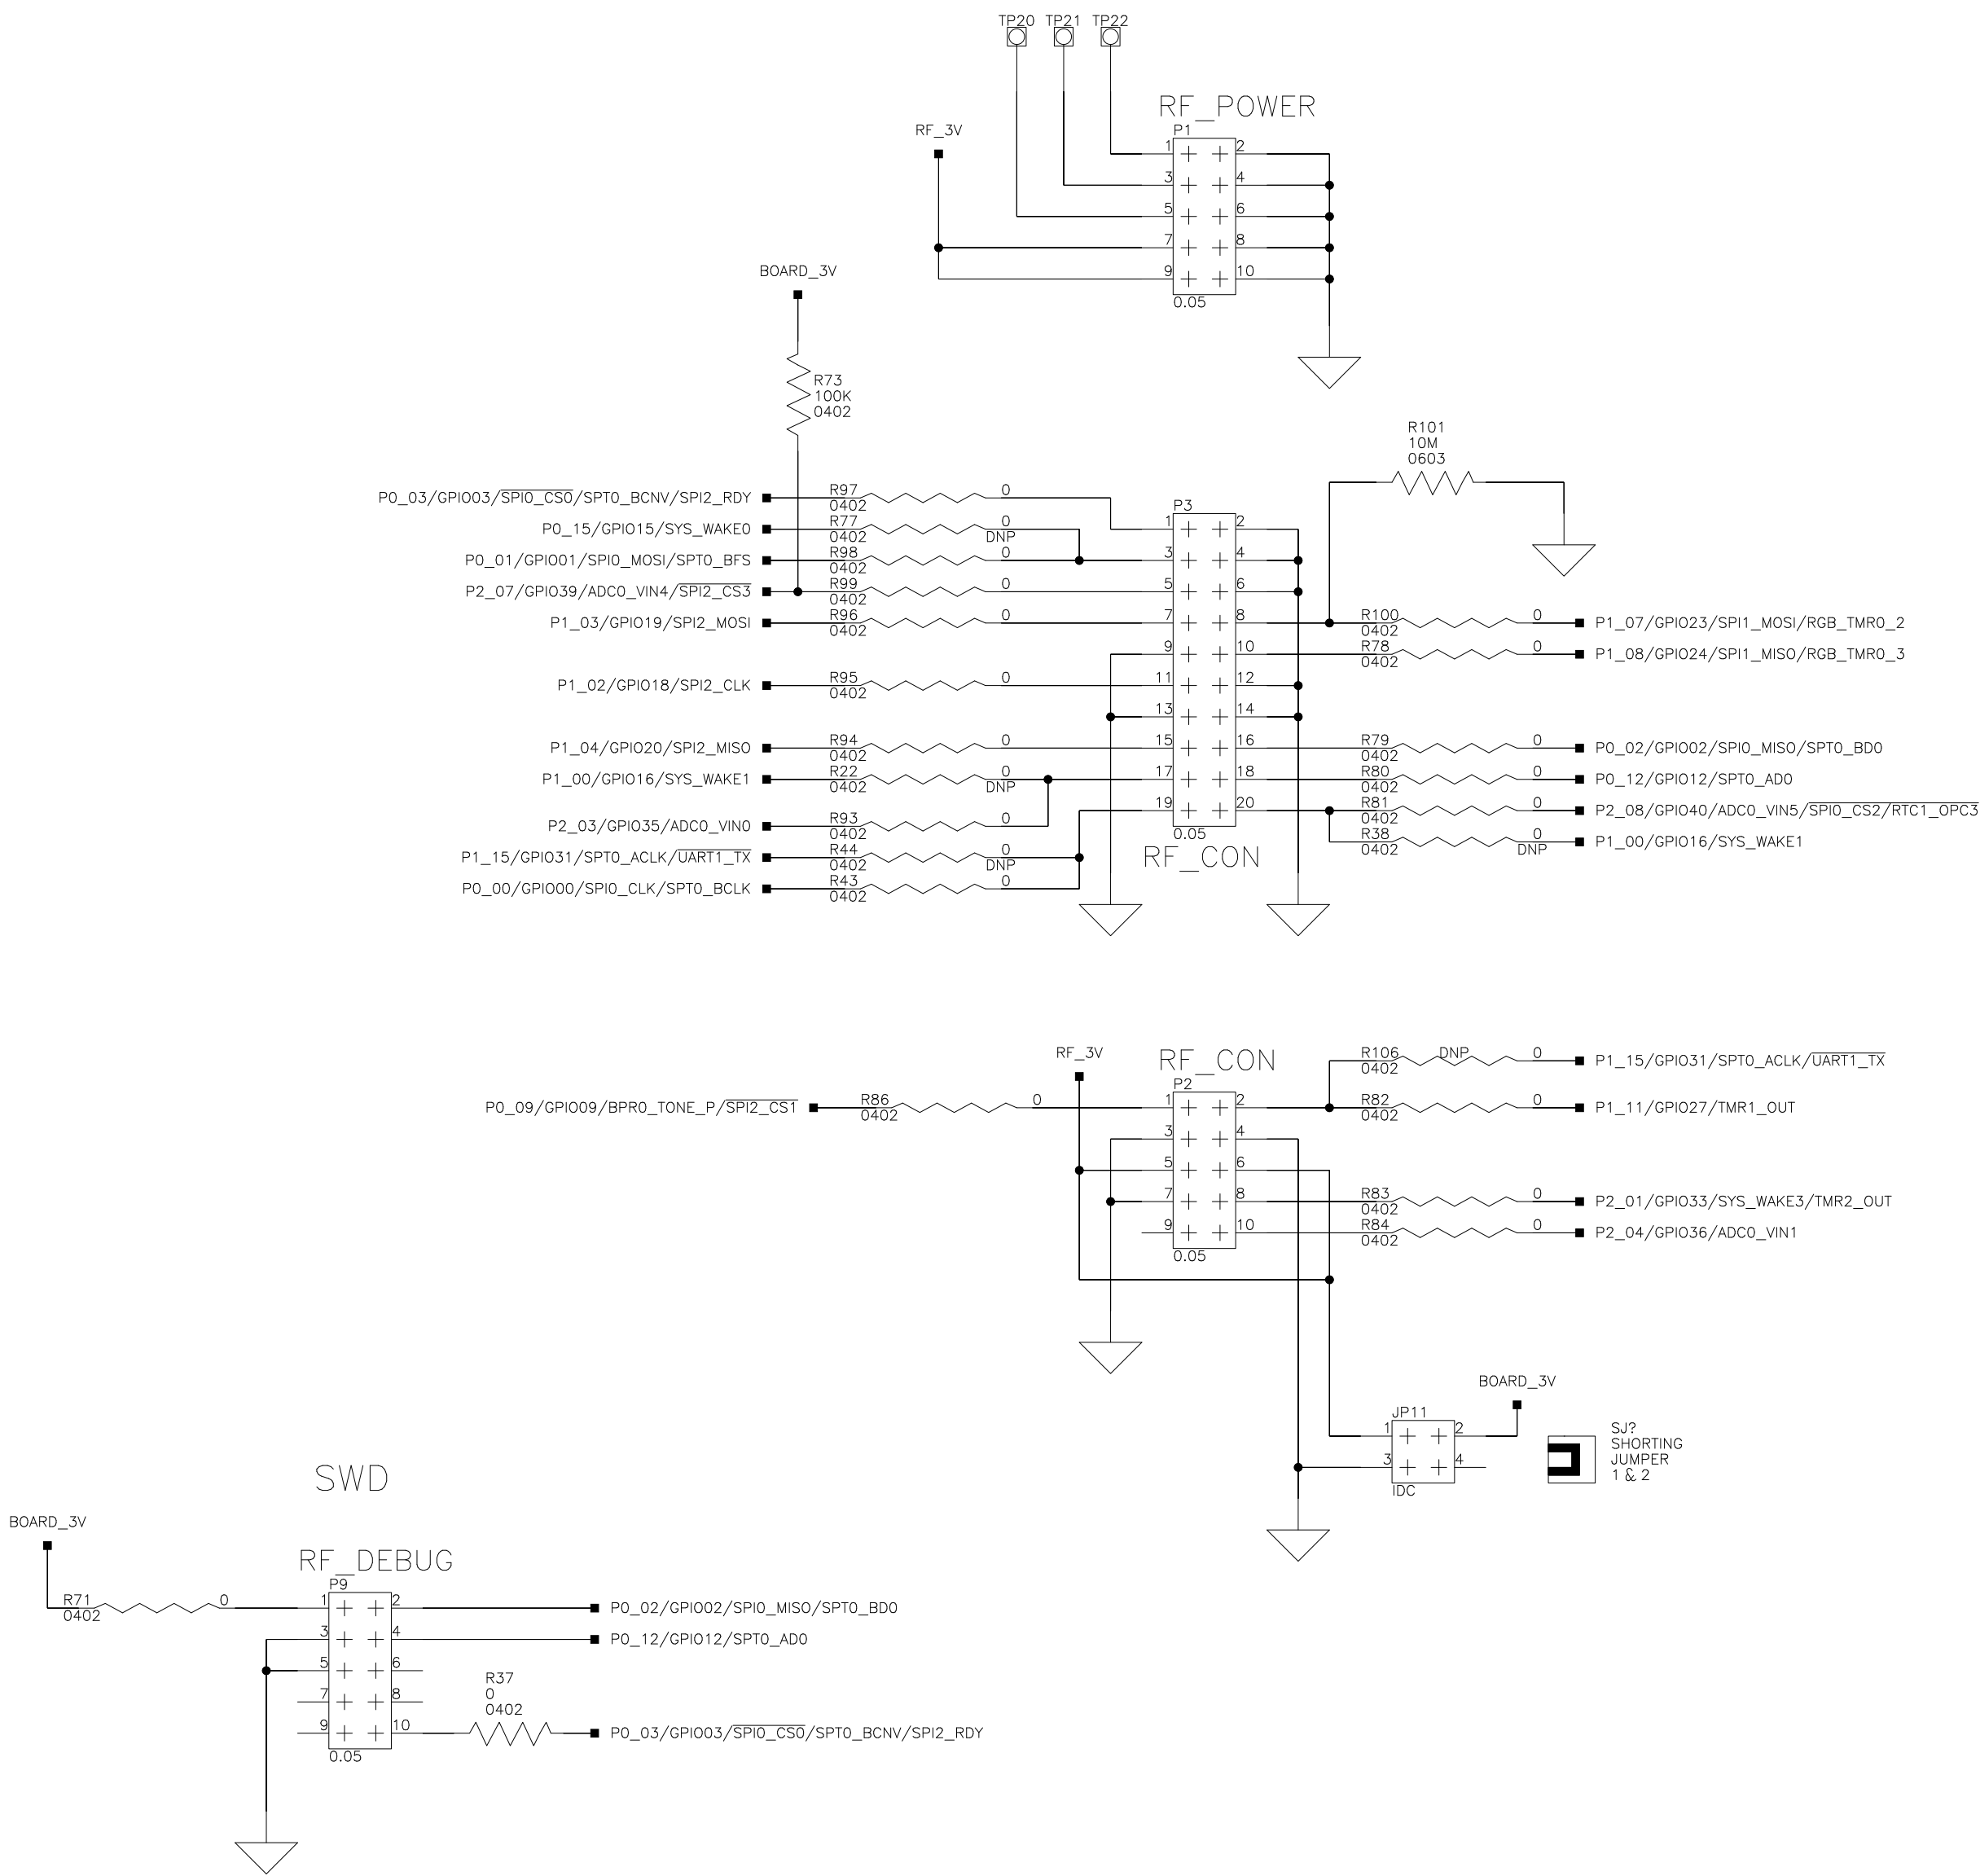 TP20 TP21 TP22
RF_POWER
RF_3V
P1
1 2
3 4
5 6
7 8
9 10
0.05
BOARD_3V
R73
100K
0402
R101
10M
0603
P3
P0_03/GPIO03/SPI0_CS0/SPT0_BCNV/SPI2_RDY R97 0
0402
P0_15/GPIO15/SYS_WAKE0 R77 0 1 2
0402 DNP
P0_01/GPIO01/SPI0_MOSI/SPT0_BFS R98 0 3 4
0402
P2_07/GPIO39/ADC0_VIN4/SPI2_CS3 R99 0 5 6
0402
P1_03/GPIO19/SPI2_MOSI R96 0 7 8 R100 0 P1_07/GPIO23/SPI1_MOSI/RGB_TMR0_2
0402 0402
9 10 R78 0 P1_08/GPIO24/SPI1_MISO/RGB_TMR0_3
0402
P1_02/GPIO18/SPI2_CLK R95 0 11 12
0402
13 14
P1_04/GPIO20/SPI2_MISO R94 0 15 16 R79 0 P0_02/GPIO02/SPI0_MISO/SPT0_BD0
0402 0402
P1_00/GPIO16/SYS_WAKE1 R22 0 17 18 R80 0 P0_12/GPIO12/SPT0_AD0
0402 DNP 0402
19 20 R81 0 P2_08/GPIO40/ADC0_VIN5/SPI0_CS2/RTC1_OPC3
0402
P2_03/GPIO35/ADC0_VIN0 R93 0 0.05 R38 0 P1_00/GPIO16/SYS_WAKE1
0402 0402 DNP
P1_15/GPIO31/SPT0_ACLK/UART1_TX R44 0 RF_CON
0402 DNP
P0_00/GPIO00/SPI0_CLK/SPT0_BCLK R43 0
0402
RF_3V RF_CON R106 DNP 0 P1_15/GPIO31/SPT0_ACLK/UART1_TX
0402
P2
P0_09/GPIO09/BPR0_TONE_P/SPI2_CS1 R86 0 1 2 R82 0 P1_11/GPIO27/TMR1_OUT
0402 0402
3 4
5 6
7 8 R83 0 P2_01/GPIO33/SYS_WAKE3/TMR2_OUT
0402
9 10 R84 0 P2_04/GPIO36/ADC0_VIN1
0402
0.05
BOARD_3V
JP11
1 2
3 4
IDC
SJ?
SHORTING
JUMPER
1 & 2
SWD
BOARD_3V
RF_DEBUG
P9
R71 0 1 2 P0_02/GPIO02/SPI0_MISO/SPT0_BD0
0402
3 4 P0_12/GPIO12/SPT0_AD0
5 6
R37
0
0402
7 8
9 10 P0_03/GPIO03/SPI0_CS0/SPT0_BCNV/SPI2_RDY
0.05